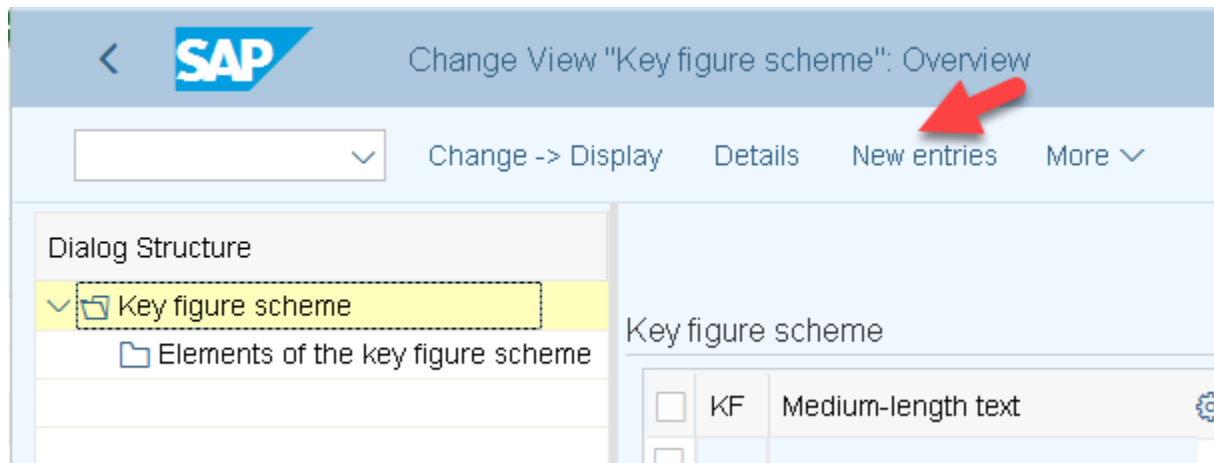 SAP Change View "Key figure scheme": Overview
Change -> Display Details New entries More
Dialog Structure
Key figure scheme
Elements of the key figure scheme
Key figure scheme
KF Medium-length text